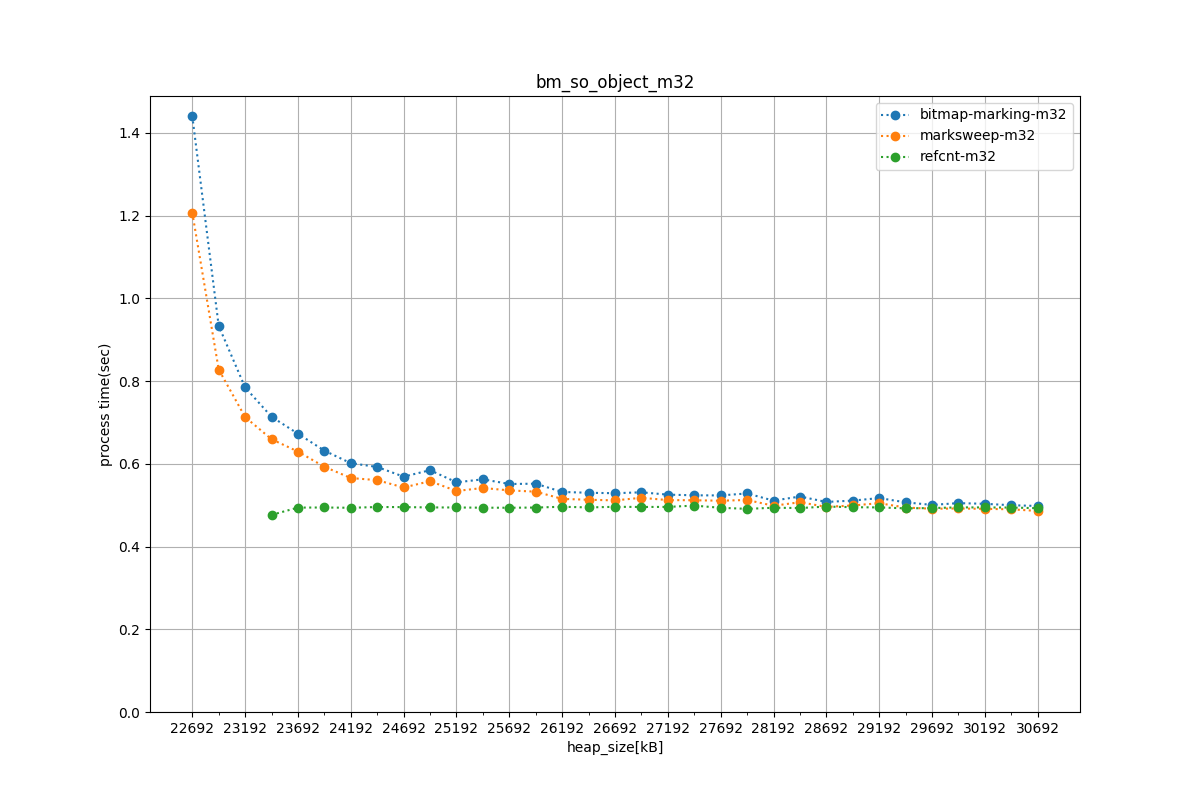 bm_so_object_m32
bitmap-marking-m32
marksweep-m32
refcnt-m32
process time(sec)
1.4
1.2
1.0
0.8
0.6
0.4
0.2
0.0
22692 23192 23692 24192 24692 25192 25692 26192 26692 27192 27692 28192 28692 29192 29692 30192 30692
heap_size[kB]